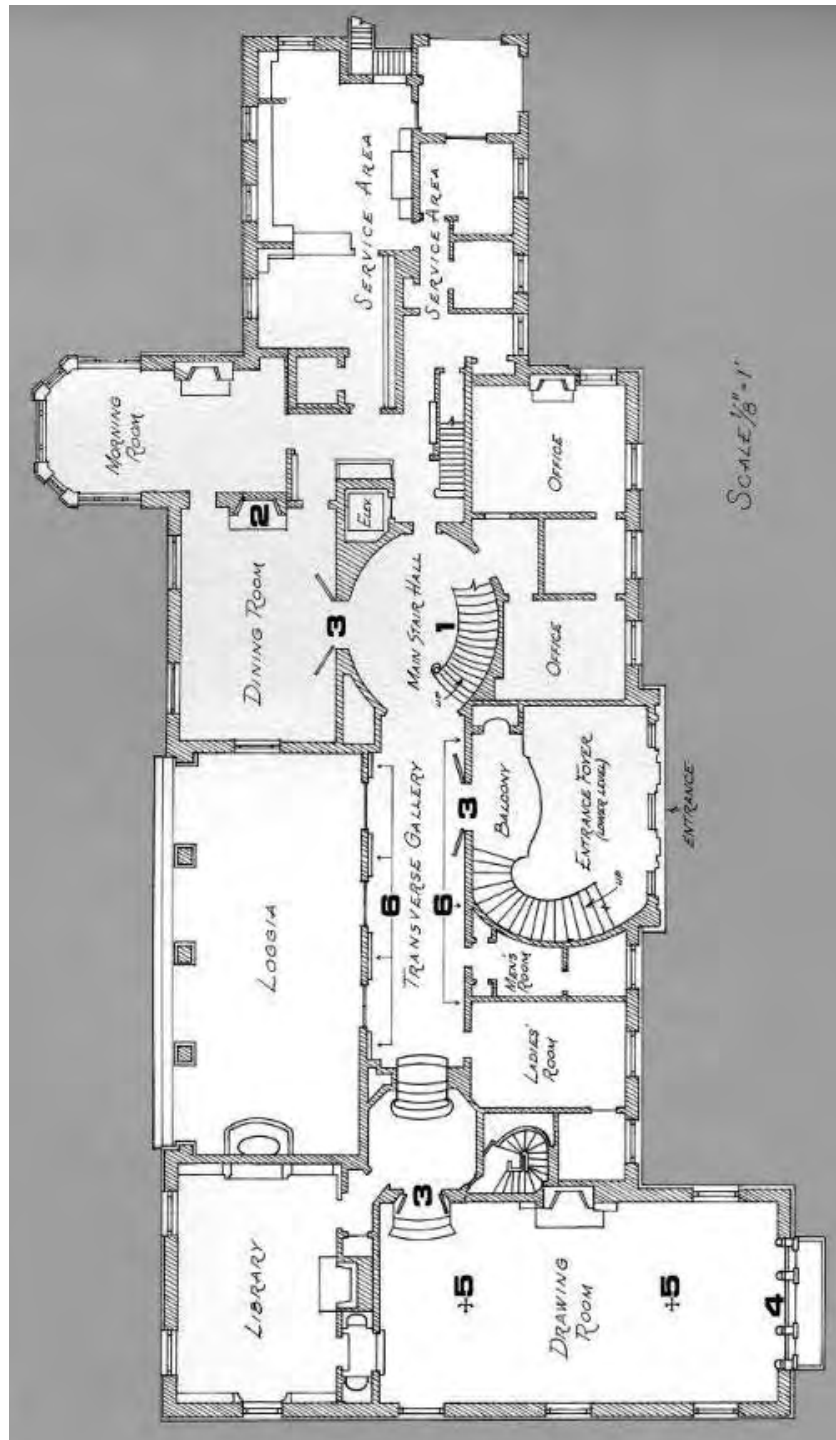 MORNING
ROOM
LIBRARY
LOGGIA
DINING ROOM
2
3
ELEV
SERVICE AREA
6
TRANSVERSE GALLERY
MAIN STAIR HALL
SERVICE AREA
3
6
1
UP
3
5
BALCONY
MEN'S
ROOM
LADIES'
ROOM
ENTRANCE FOYER
(LOWER LEVEL)
UP
OFFICE
OFFICE
DRAWING
ROOM
5
ENTRANCE
4
SCALE 1/8" = 1'